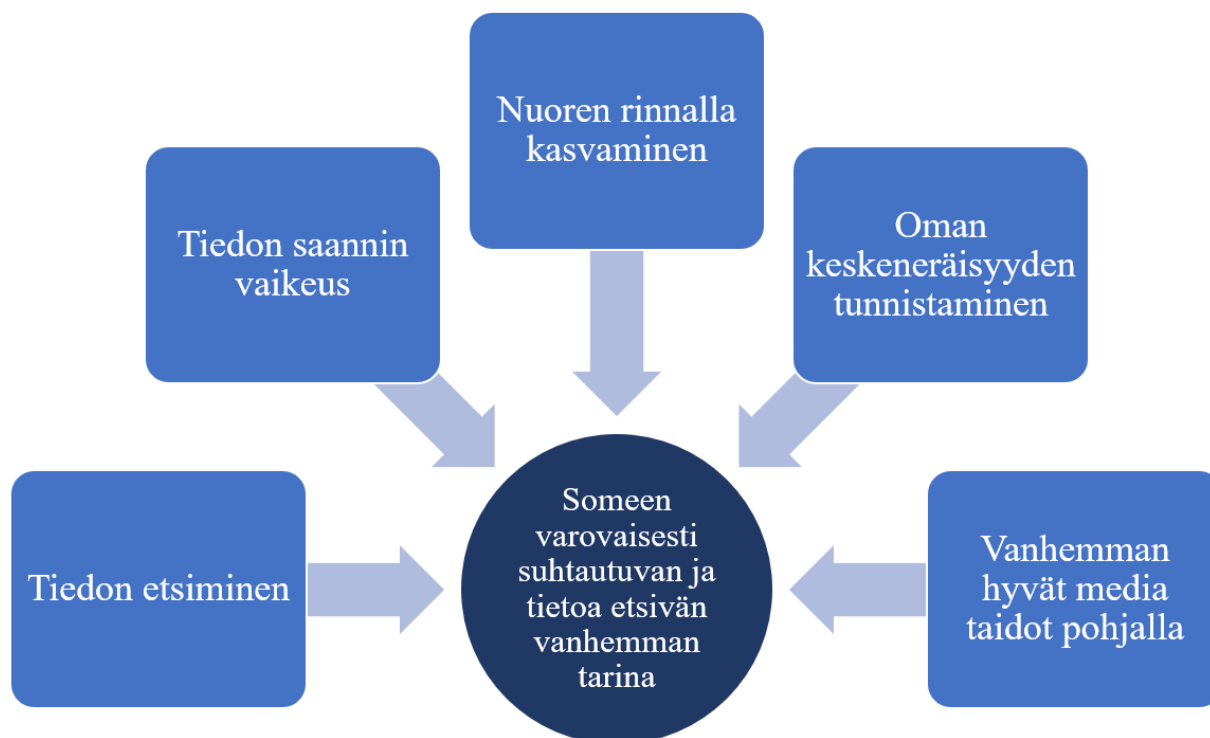 Nuoren rinnalla
kasvaminen
Tiedon saannin
vaikeus
Oman
keskeneräisyyden
tunnistaminen
Tiedon etsiminen
Someen
varovaisesti
suhtautuvan ja
tietoa etsivän
vanhemman
tarina
Vanhemman
hyvät media
taidot pohjalla